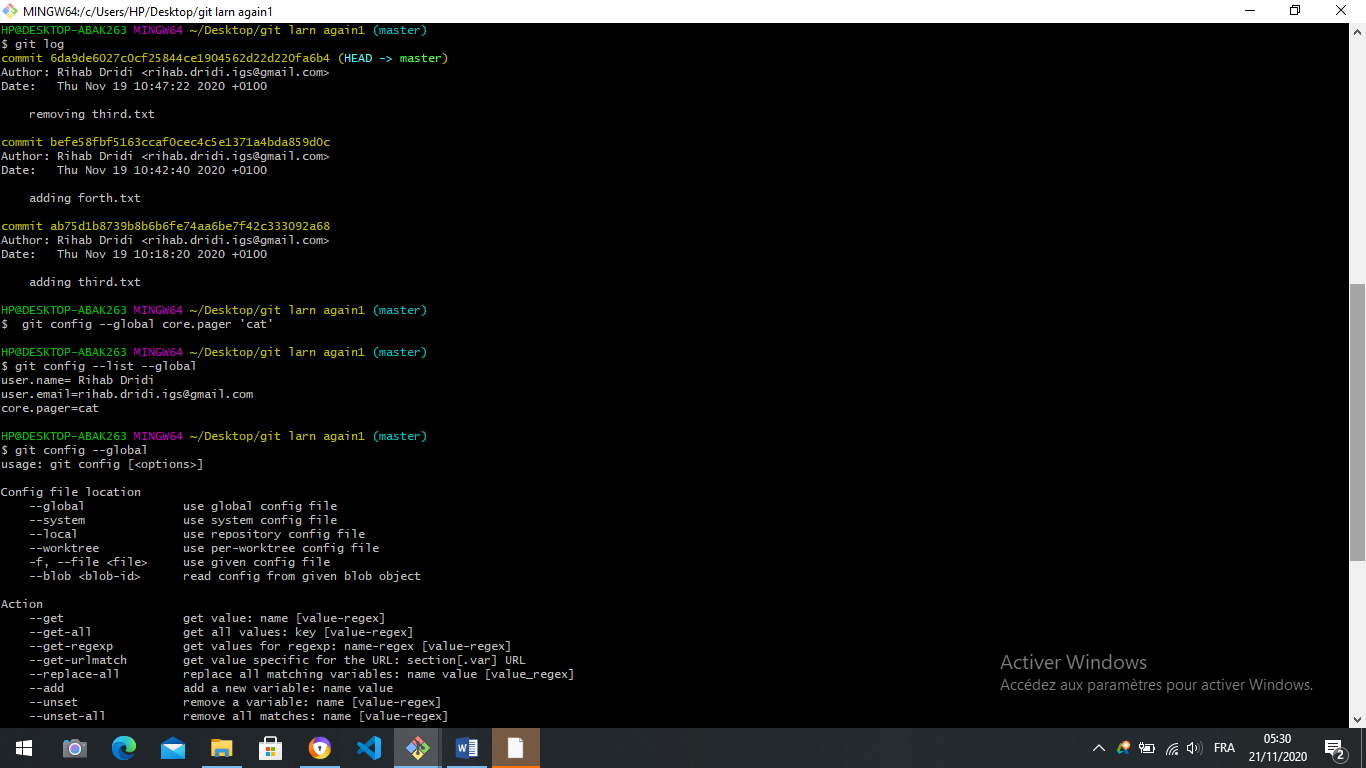 MINGW64:/c/Users/HP/Desktop/git larn again1
HP@DESKTOP-ABAK263 MINGW64 ~/Desktop/git larn again1 (master)
$ git log
commit 6da9de6027c0cf25844ce1904562d22d220fa6b4 (HEAD -> master)
Author: Rihab Dridi <rihab.dridi.igs@gmail.com>
Date:   Thu Nov 19 10:47:22 2020 +0100
    removing third.txt
commit befe58fbf5163ccaf0cec4c5e1371a4bda859d0c
Author: Rihab Dridi <rihab.dridi.igs@gmail.com>
Date:   Thu Nov 19 10:42:40 2020 +0100
    adding forth.txt
commit ab75d1b8739b8b6b6fe74aa6be7f42c333092a68
Author: Rihab Dridi <rihab.dridi.igs@gmail.com>
Date:   Thu Nov 19 10:18:20 2020 +0100
    adding third.txt
HP@DESKTOP-ABAK263 MINGW64 ~/Desktop/git larn again1 (master)
$  git config --global core.pager 'cat'
HP@DESKTOP-ABAK263 MINGW64 ~/Desktop/git larn again1 (master)
$ git config --list --global
user.name= Rihab Dridi
user.email=rihab.dridi.igs@gmail.com
core.pager=cat
HP@DESKTOP-ABAK263 MINGW64 ~/Desktop/git larn again1 (master)
$ git config --global
usage: git config [<options>]
Config file location
    --global              use global config file
    --system              use system config file
    --local               use repository config file
    --worktree            use per-worktree config file
    -f, --file <file>     use given config file
    --blob <blob-id>      read config from given blob object
Action
    --get                 get value: name [value-regex]
    --get-all             get all values: key [value-regex]
    --get-regexp          get values for regexp: name-regex [value-regex]
    --get-urlmatch        get value specific for the URL: section[.var] URL
    --replace-all         replace all matching variables: name value [value_regex]
    --add                 add a new variable: name value
    --unset               remove a variable: name [value-regex]
    --unset-all           remove all matches: name [value-regex]
Activer Windows
Accédez aux paramètres pour activer Windows.
FRA
05:30
21/11/2020
2